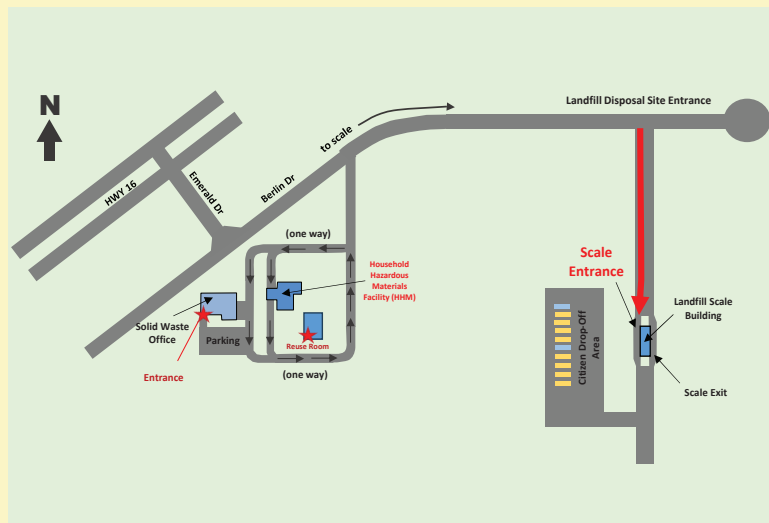 N
HWY 16
Emerald Dr
Berlin Dr
to scale
Landfill Disposal Site Entrance
(one way)
Household
Hazardous
Materials
Facility (HHM)
Solid Waste
Office
Parking
Reuse Room
(one way)
Entrance
Scale
Entrance
Landfill Scale
Building
Citizen Drop-Off
Area
Scale Exit